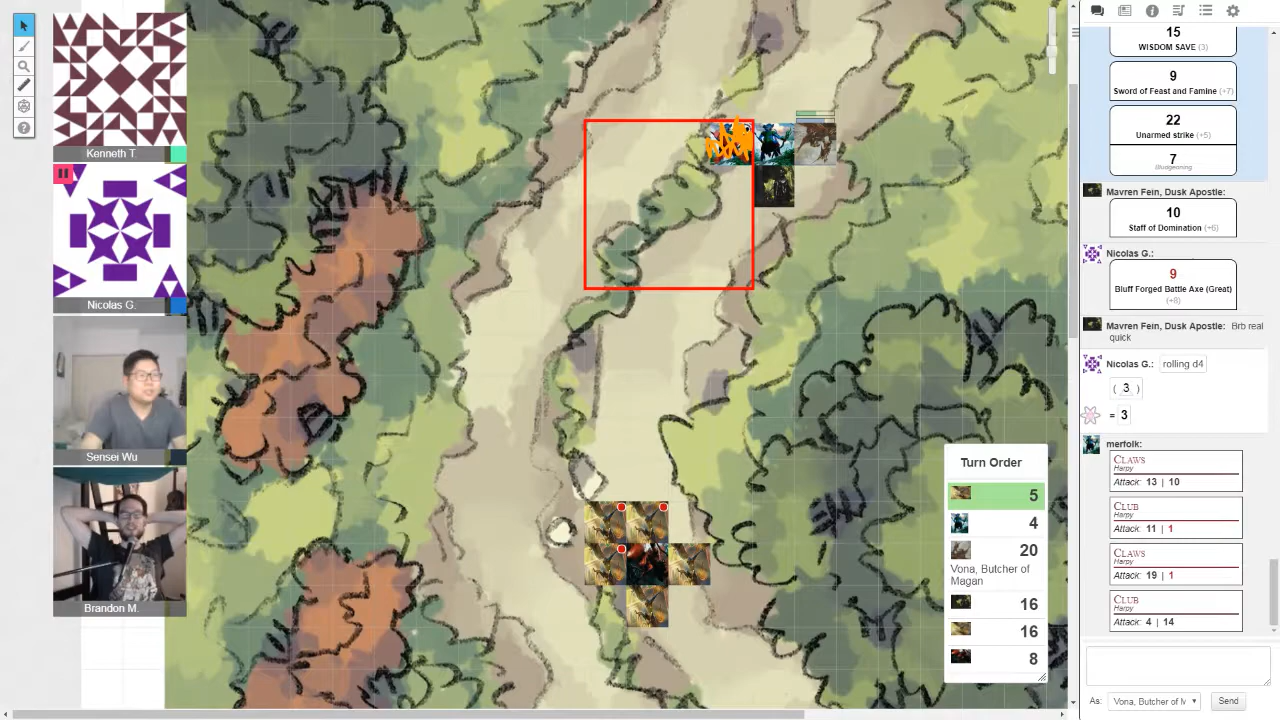 Kenneth T.
Nicolas G.
Sensei Wu
Brandon M.
Turn Order
5
4
20
Vona, Butcher of
Magan
16
16
8
15
WISDOM SAVE (3)
9
Sword of Feast and Famine (+7)
22
Unarmed strike (+5)
7
Bludgeoning
Mavren Fein, Dusk Apostle:
10
Staff of Domination (+6)
Nicolas G.:
9
Bluff Forged Battle Axe (Great)
(+8)
Mavren Fein, Dusk Apostle: Brb real
quick
Nicolas G.: rolling d4
( 3 )
= 3
merfolk:
CLAWS
Harpy
Attack: 13 | 10
CLUB
Harpy
Attack: 11 | 1
CLAWS
Harpy
Attack: 19 | 1
CLUB
Harpy
Attack: 4 | 14
As: Vona, Butcher of M
Send